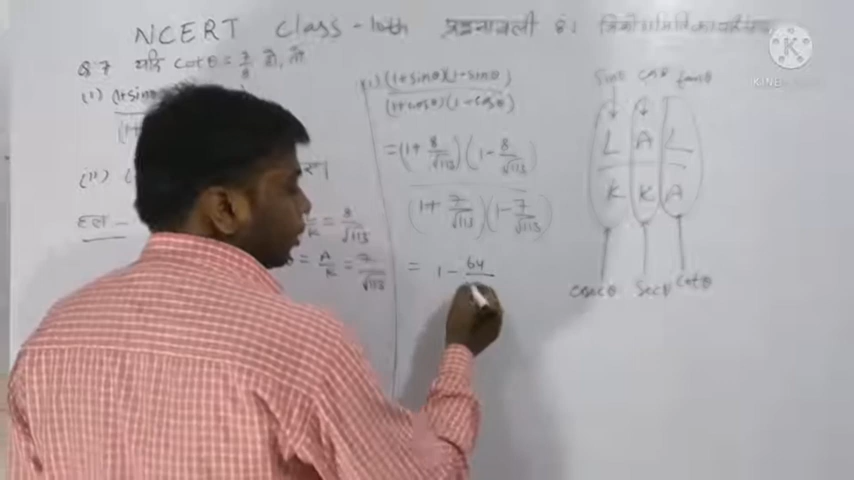 NCERT Class-10th प्रश्नावली 8.1
Q 7 यदि cotθ = 7/8 हो, तो
(i) (1+sinθ
(ii) (
हल -
K = 8/√113
= A/K = 7/√113
(i) (1+sinθ)(1-sinθ)
(1+cosθ)(1-cosθ)
= (1+ 8/√113)(1- 8/√113)
(1+ 7/√113)(1- 7/√113)
= 1 - 64
sinθ cosθ tanθ
L A L
K K A
cosecθ secθ cotθ
KINEMASTER